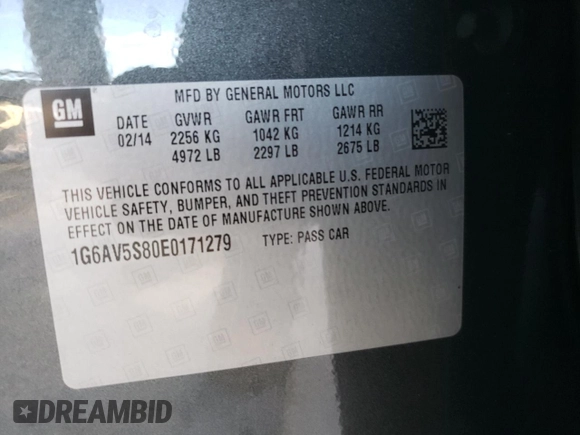 GM
MFD BY GENERAL MOTORS LLC
DATE GVWR GAWR FRT GAWR RR
02/14 2256 KG 1042 KG 1214 KG
4972 LB 2297 LB 2675 LB
THIS VEHICLE CONFORMS TO ALL APPLICABLE U.S. FEDERAL MOTOR
VEHICLE SAFETY, BUMPER, AND THEFT PREVENTION STANDARDS IN
EFFECT ON THE DATE OF MANUFACTURE SHOWN ABOVE.
1G6AV5S80E0171279 TYPE: PASS CAR
DREAMBID